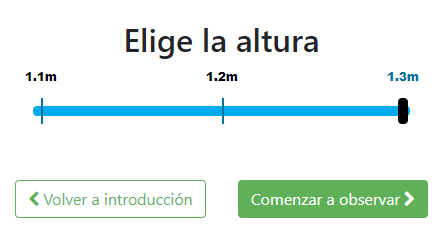 Elige la altura
1.1m 1.2m 1.3m
Volver a introducción Comenzar a observar